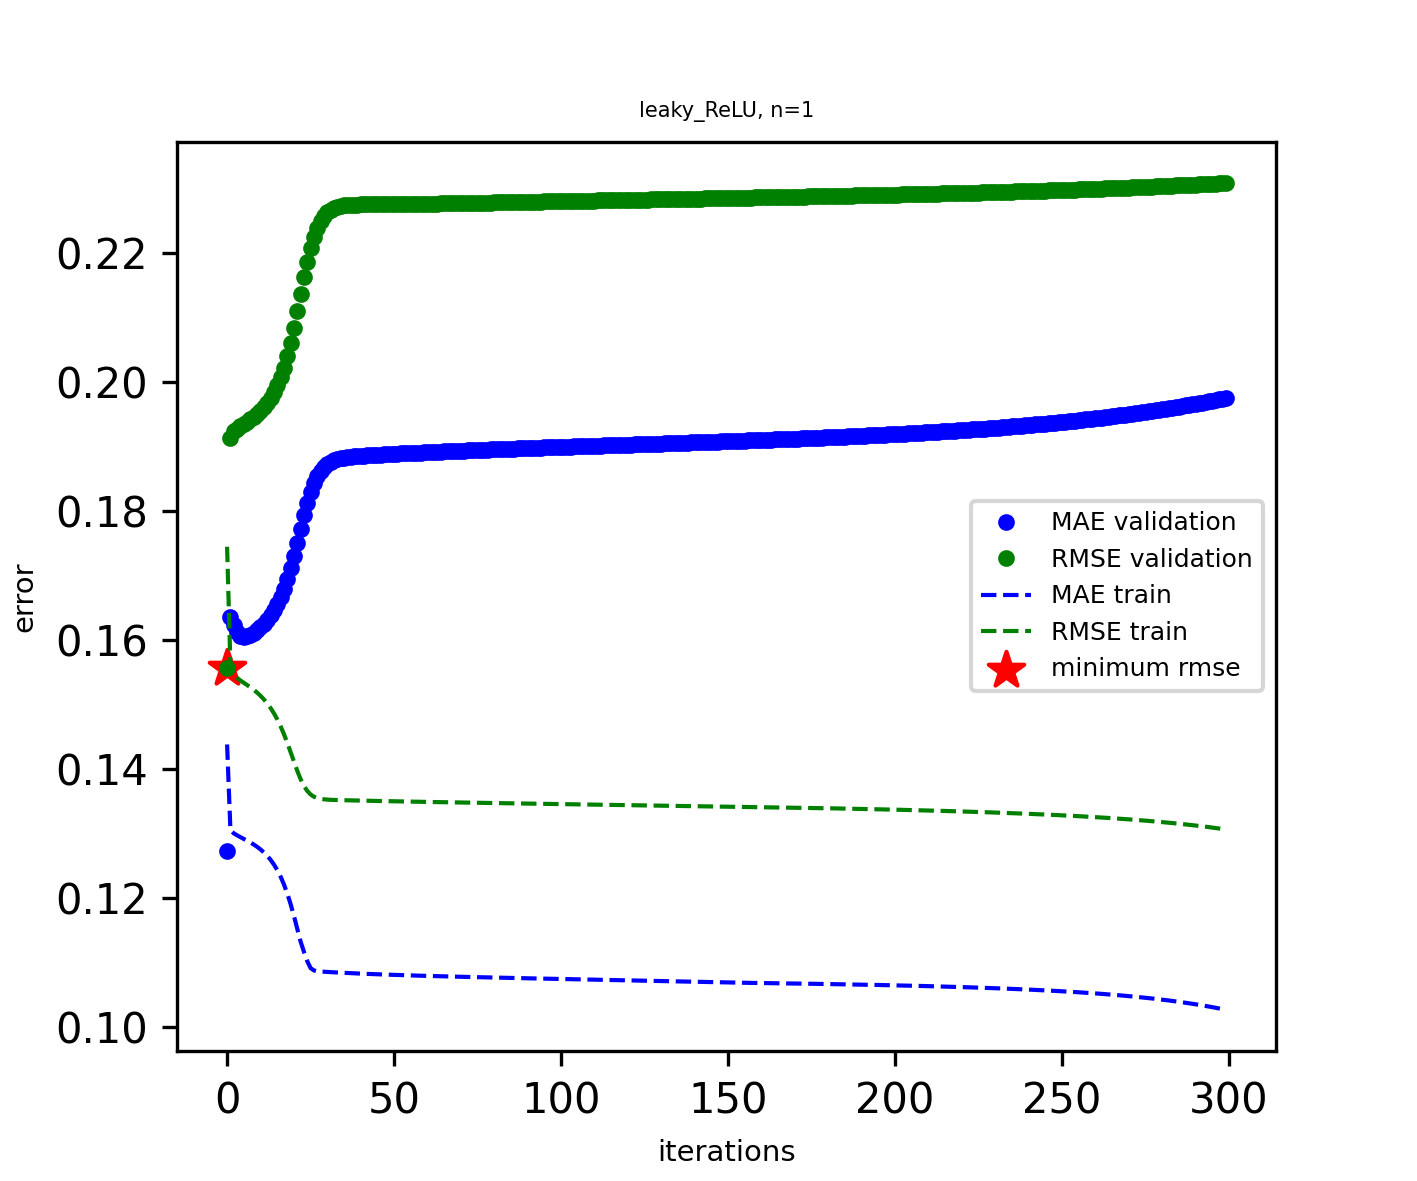 leaky_ReLU, n=1
0.22
0.20
0.18
0.16
0.14
0.12
0.10
error
MAE validation
RMSE validation
MAE train
RMSE train
minimum rmse
0 50 100 150 200 250 300
iterations